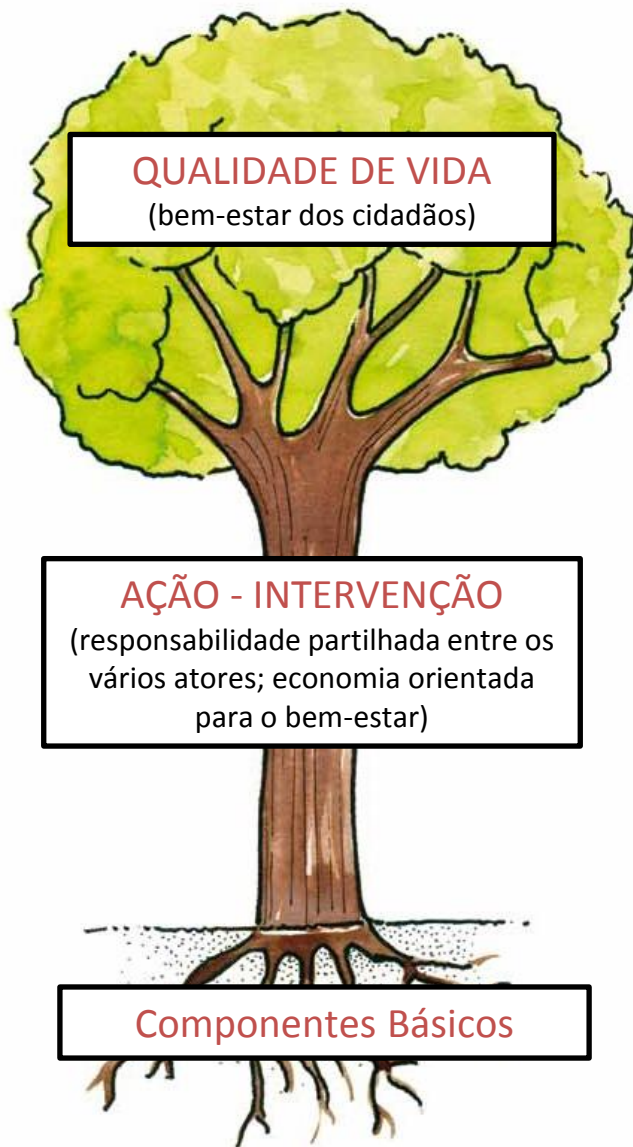 QUALIDADE DE VIDA
(bem-estar dos cidadãos)
AÇÃO - INTERVENÇÃO
(responsabilidade partilhada entre os
vários atores; economia orientada
para o bem-estar)
Componentes Básicos